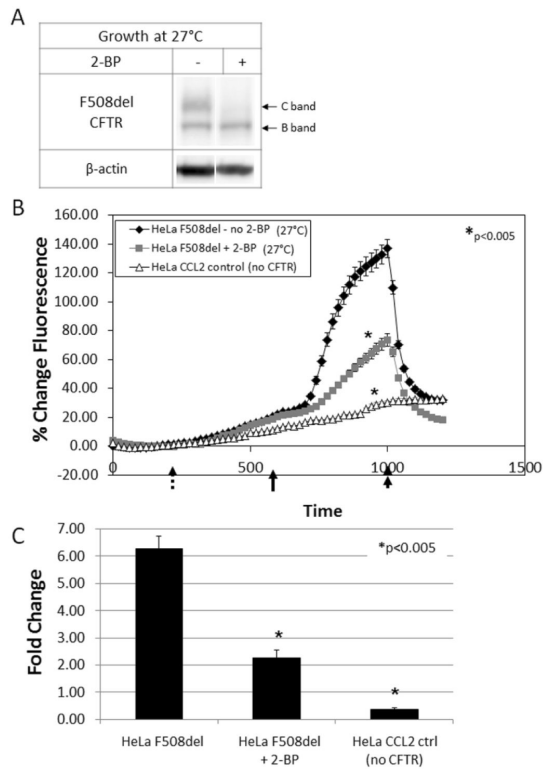 A
Growth at 27°C
2-BP
-
+
F508del
CFTR
C band
B band
β-actin
B
160.00
140.00
120.00
100.00
80.00
60.00
40.00
20.00
0.00
-20.00
% Change Fluorescence
HeLa F508del - no 2-BP (27°C)
HeLa F508del + 2-BP (27°C)
HeLa CCL2 control (no CFTR)
*p<0.005
*
*
0
500
1000
1500
Time
C
7.00
6.00
5.00
4.00
3.00
2.00
1.00
0.00
Fold Change
*p<0.005
*
*
HeLa F508del
HeLa F508del
+ 2-BP
HeLa CCL2 ctrl
(no CFTR)